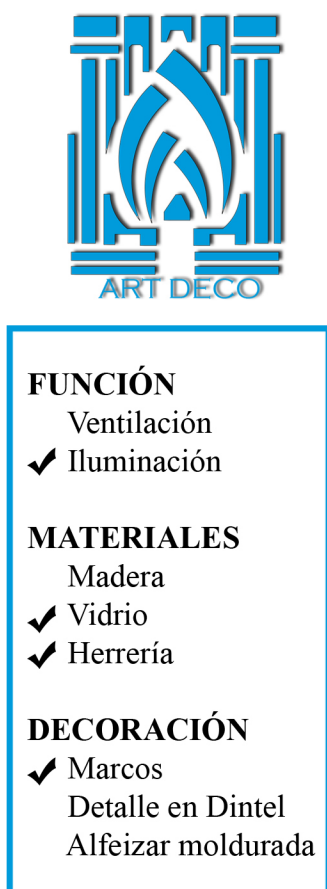 ART DECO
FUNCIÓN
Ventilación
✔ Iluminación
MATERIALES
Madera
✔ Vidrio
✔ Herrería
DECORACIÓN
✔ Marcos
Detalle en Dintel
Alfeizar moldurada